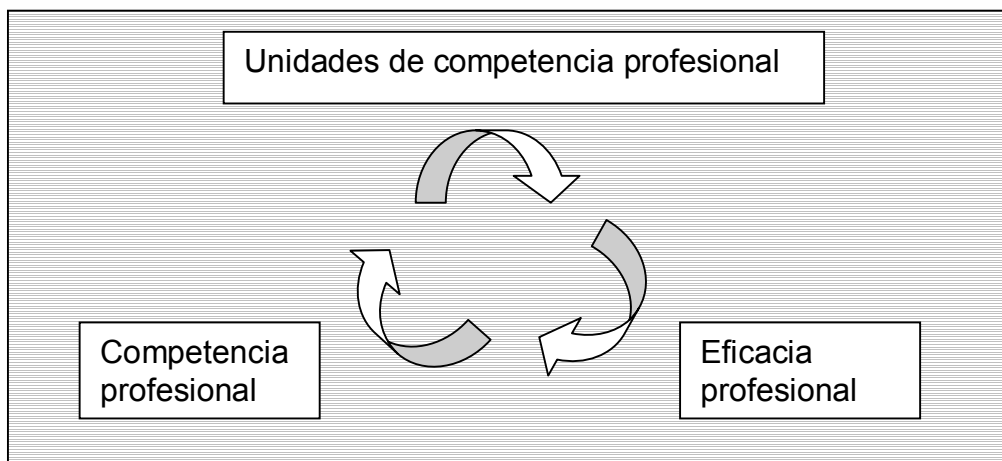 Unidades de competencia profesional
Competencia
profesional
Eficacia
profesional